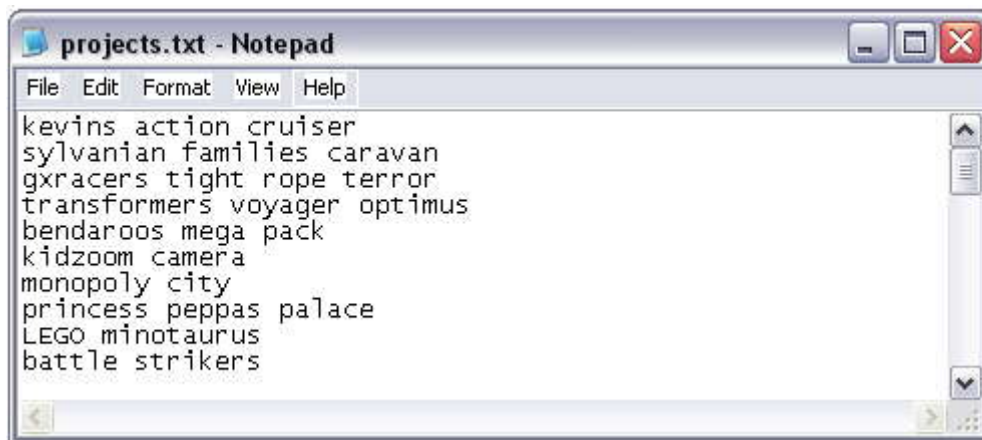 projects.txt - Notepad
File Edit Format View Help
kevins action cruiser
sylvanian families caravan
gxracers tight rope terror
transformers voyager optimus
bendaroos mega pack
kidzoom camera
monopoly city
princess peppas palace
LEGO minotaurus
battle strikers